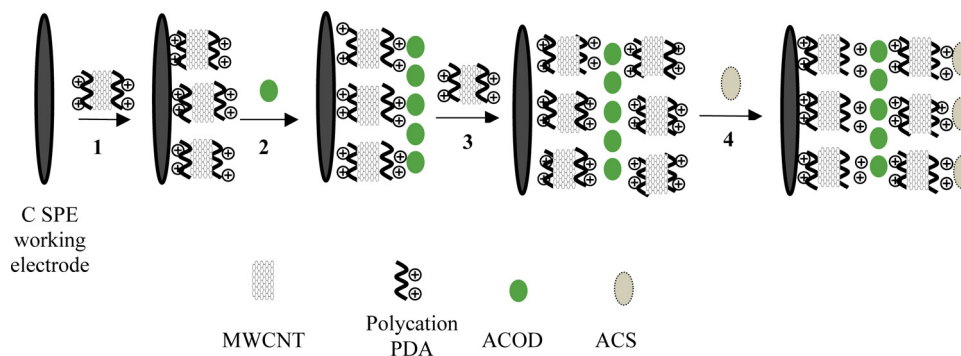 1
2
3
4
C SPE
working
electrode
MWCNT
Polycation
PDA
ACOD
ACS